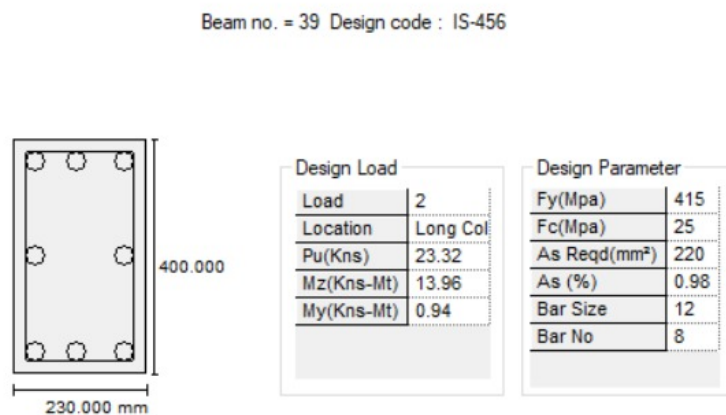 Beam no. = 39 Design code : IS-456
400.000
230.000 mm
Design Load
Load 2
Location Long Col
Pu(Kns) 23.32
Mz(Kns-Mt) 13.96
My(Kns-Mt) 0.94
Design Parameter
Fy(Mpa) 415
Fc(Mpa) 25
As Reqd(mm²) 220
As (%) 0.98
Bar Size 12
Bar No 8